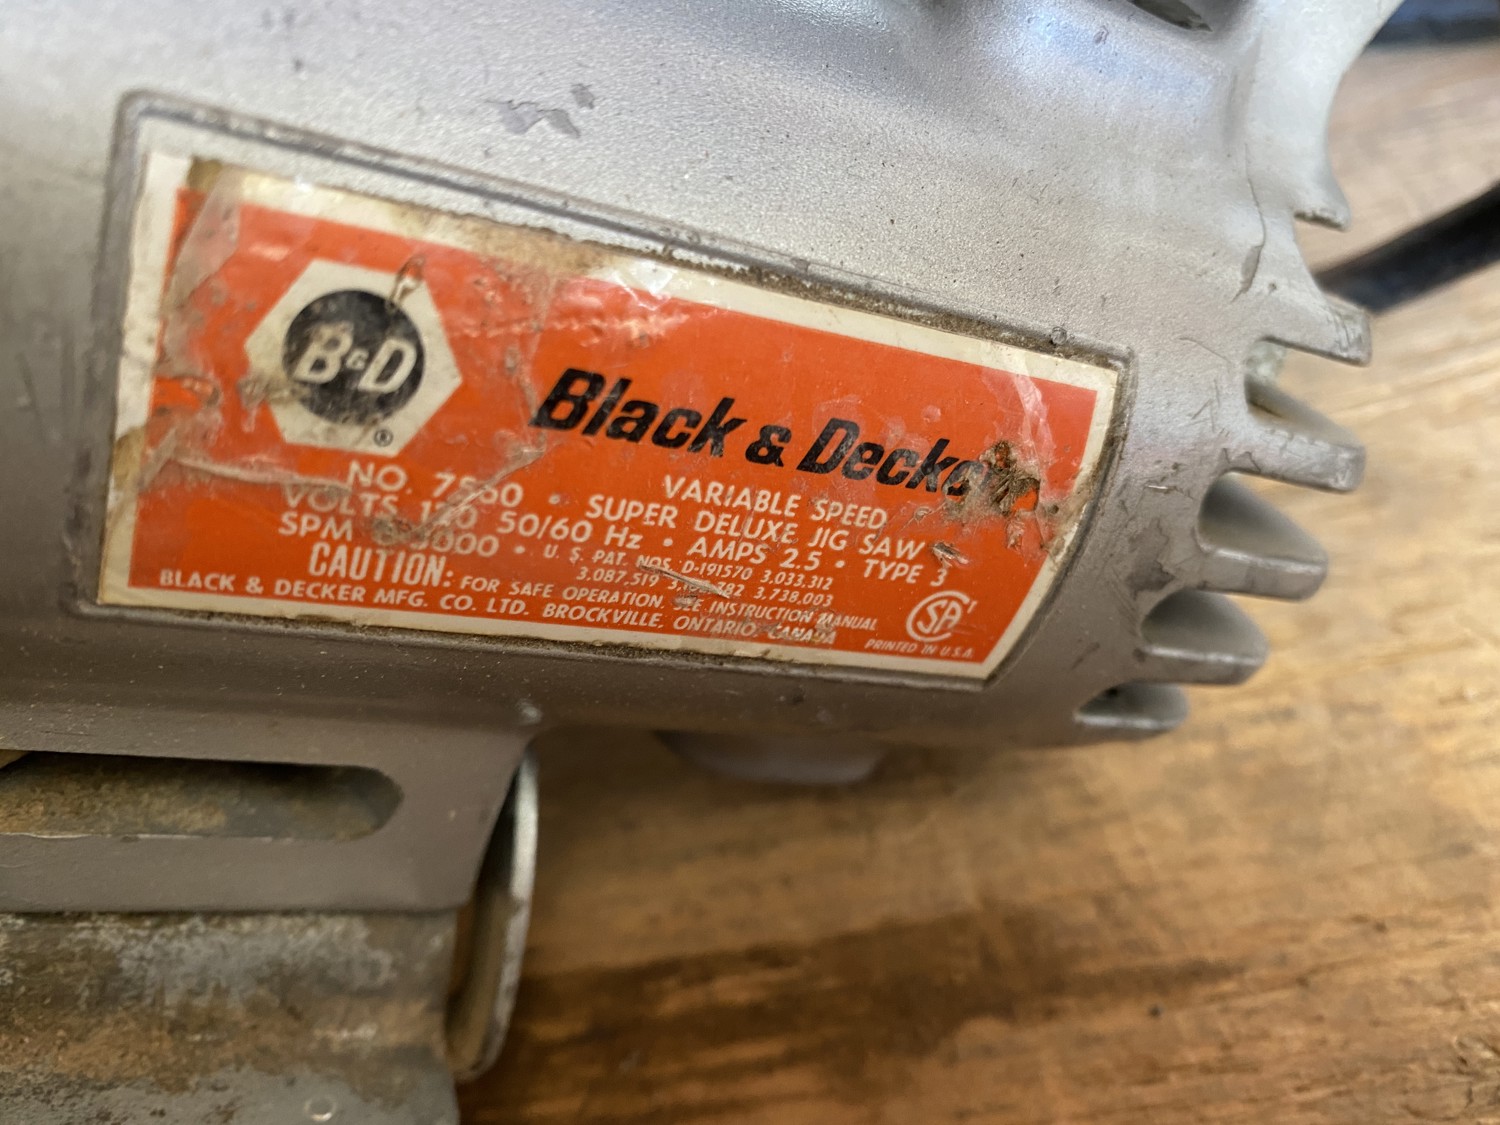 B&D
®
Black & Decker
VARIABLE SPEED
NO. 7560 • SUPER DELUXE JIG SAW
VOLTS 120 50/60 Hz • AMPS 2.5 • TYPE 3
SPM
U.S. PAT. NOS. D-191570 3,033,312
3,087,519 3,738,003
CAUTION: FOR SAFE OPERATION, SEE INSTRUCTION MANUAL
BLACK & DECKER MFG. CO. LTD. BROCKVILLE, ONTARIO, CANADA
SA
PRINTED IN U.S.A.